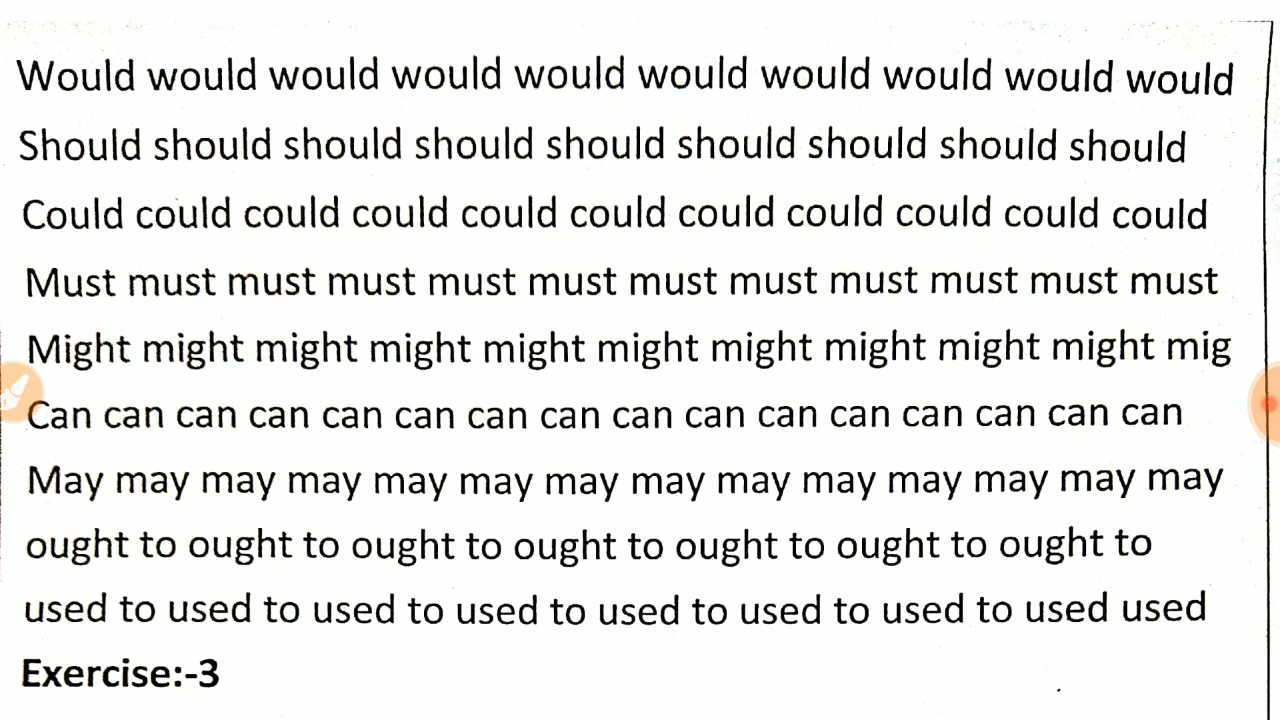 Would would would would would would would would would would
Should should should should should should should should should
Could could could could could could could could could could could
Must must must must must must must must must must must must
Might might might might might might might might might might mig
Can can can can can can can can can can can can can can can can
May may may may may may may may may may may may may may
ought to ought to ought to ought to ought to ought to ought to
used to used to used to used to used to used to used to used used
Exercise:-3